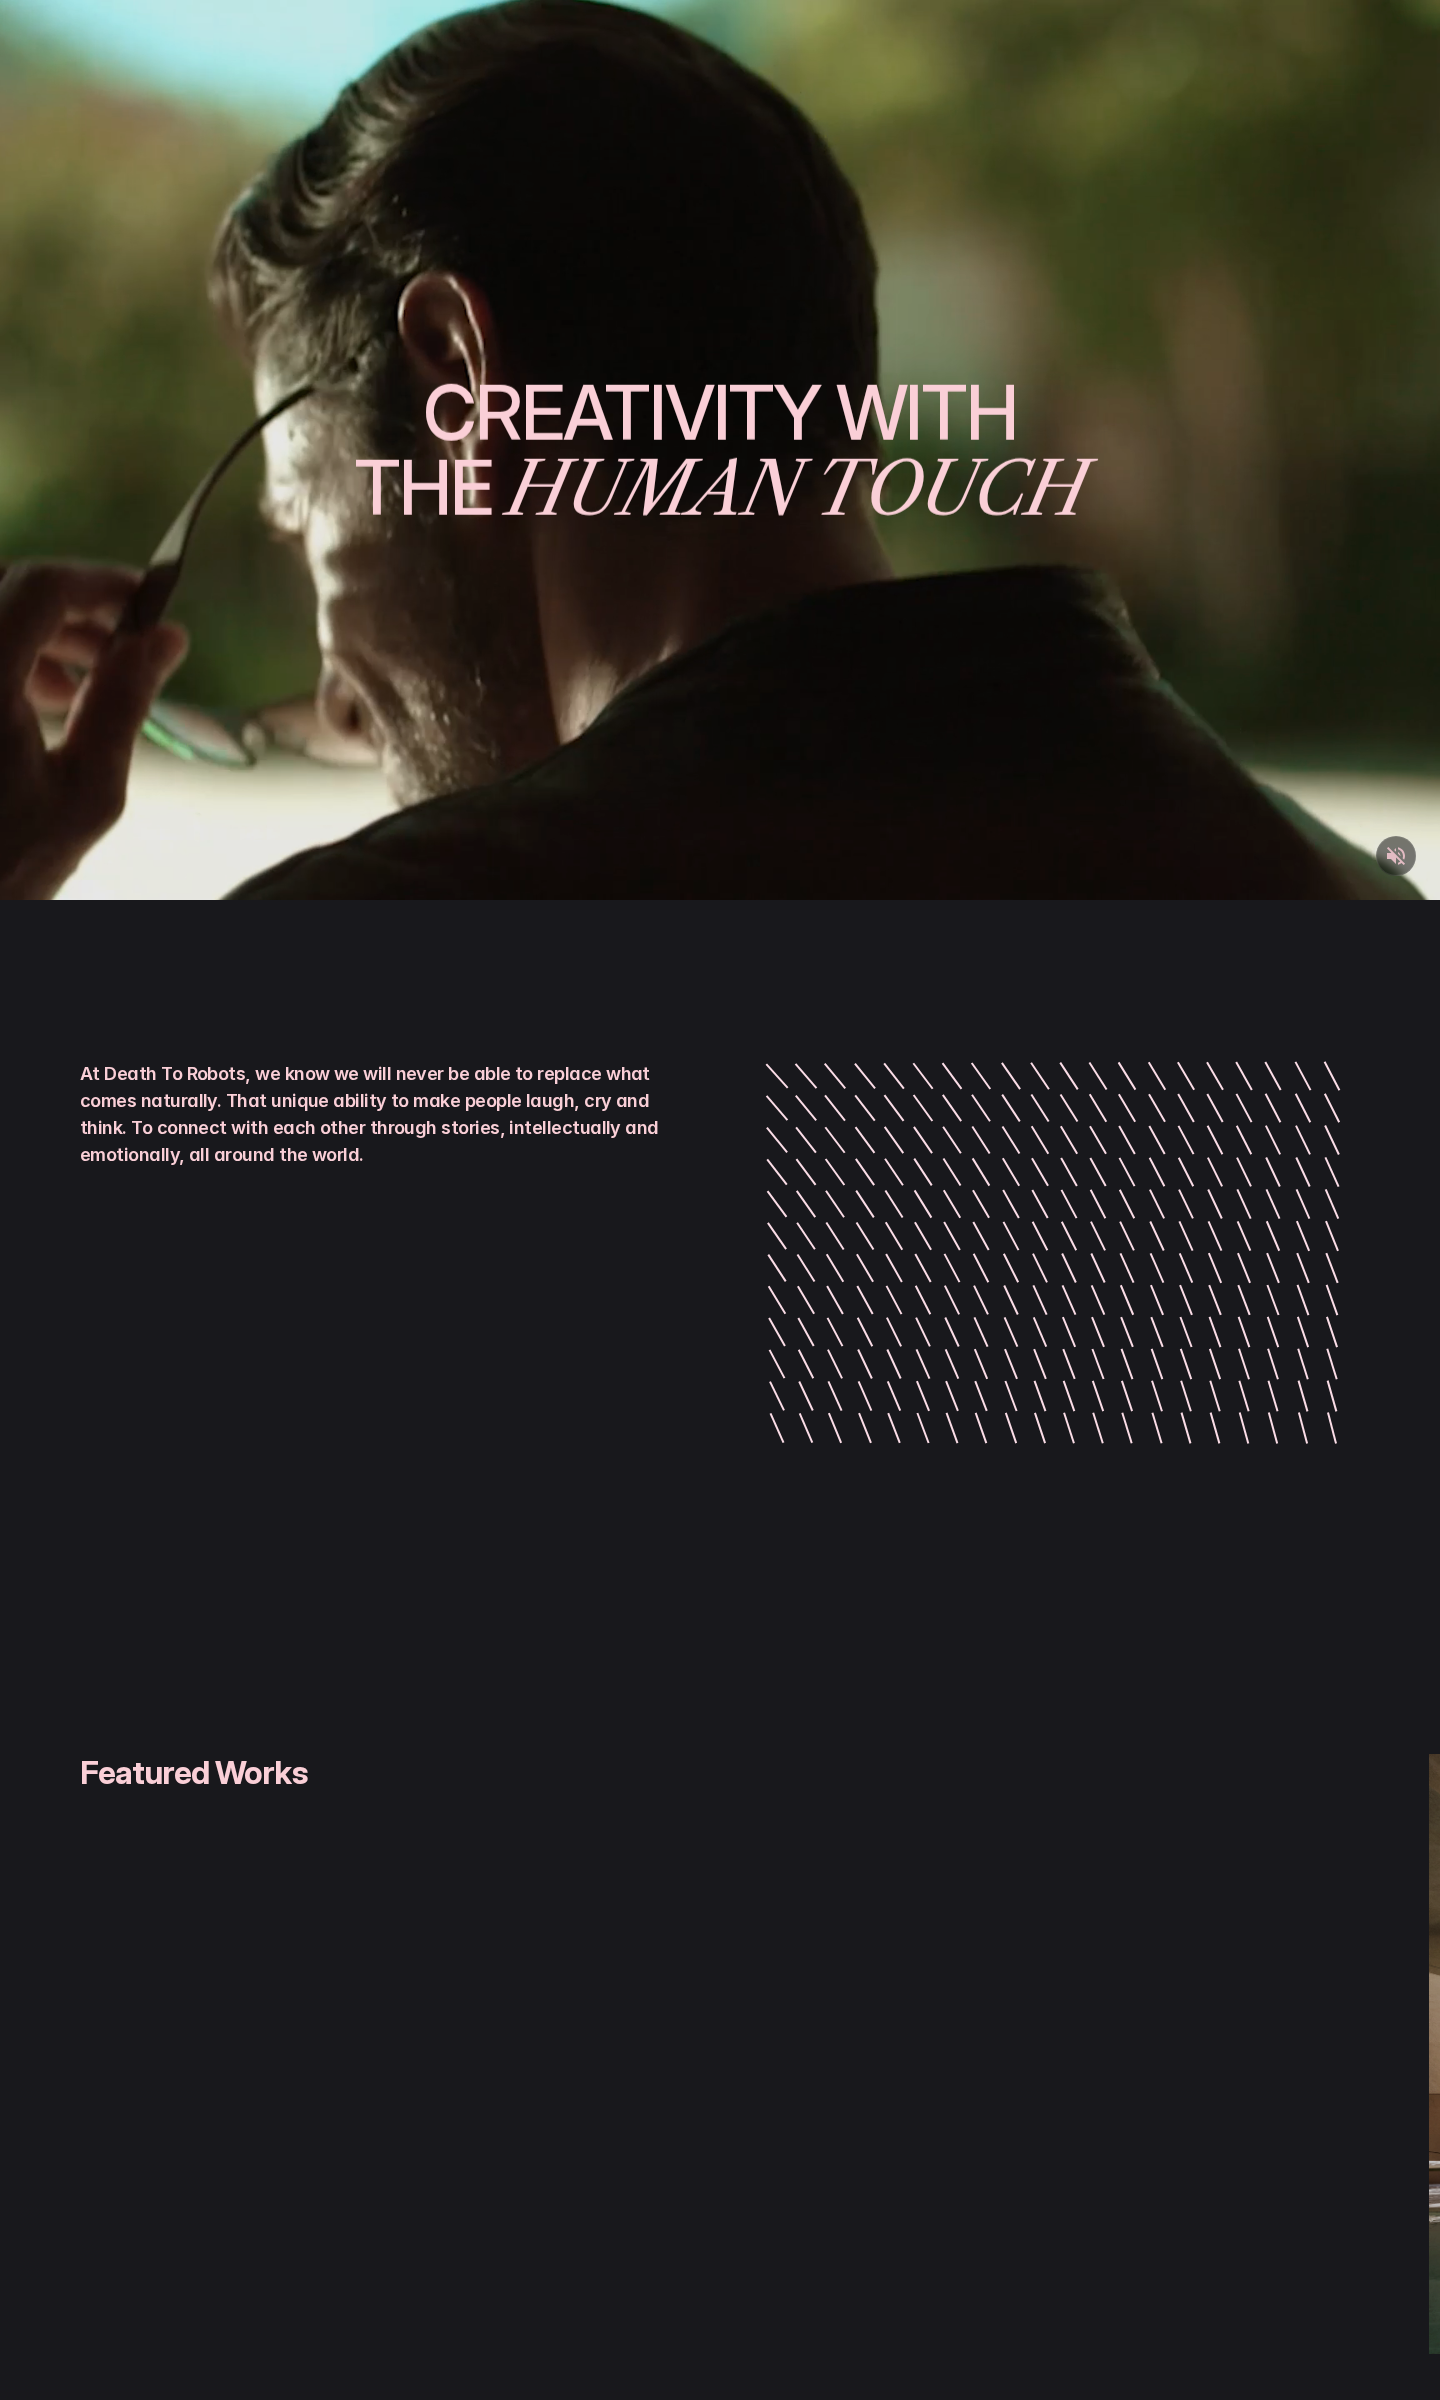 CREATIVITY WITH
THE HUMAN TOUCH
At Death To Robots, we know we will never be able to replace what
comes naturally. That unique ability to make people laugh, cry and
think. To connect with each other through stories, intellectually and
emotionally, all around the world.
Featured Works